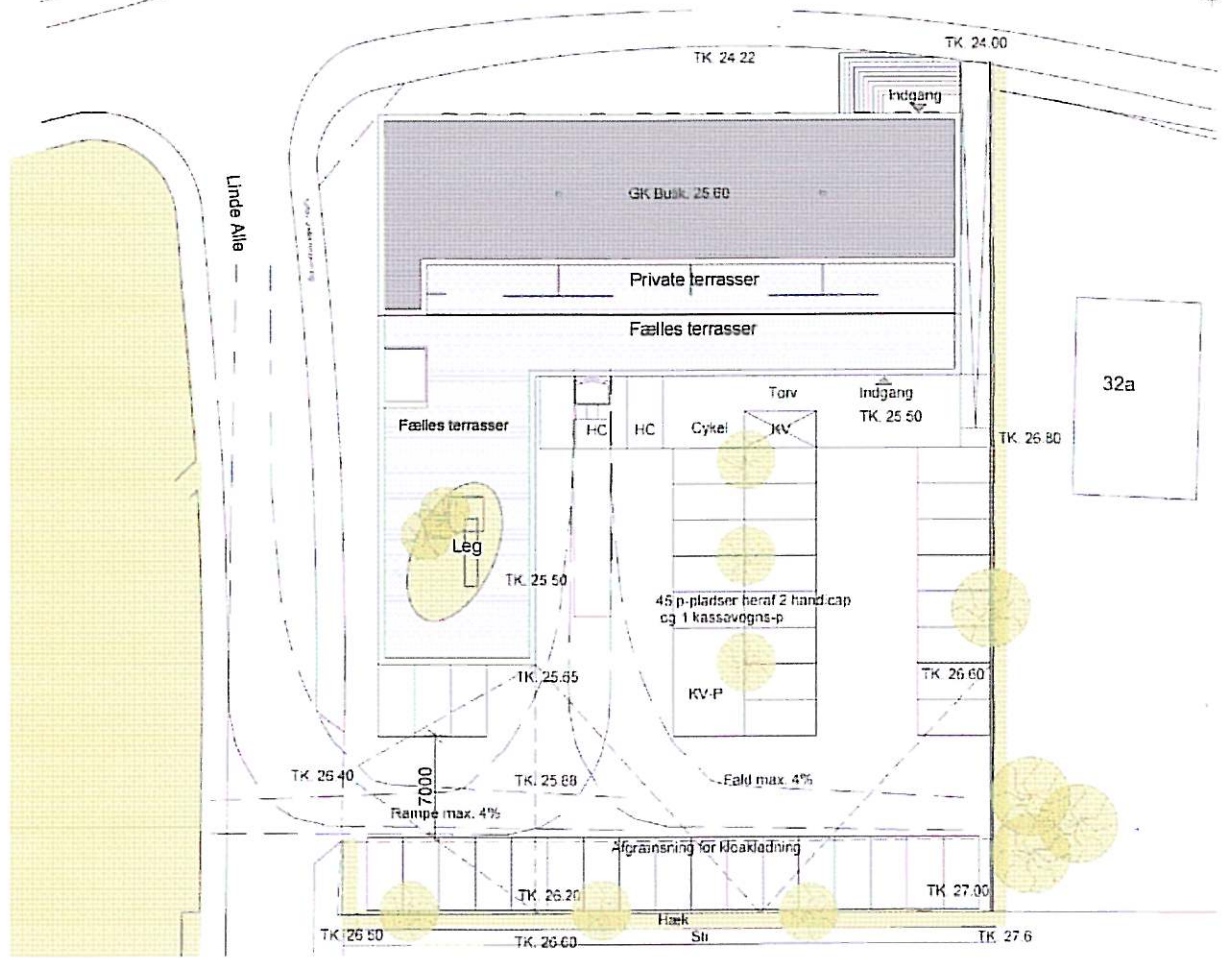 TK. 24.00
TK. 24.22
Indgang
Linde Alle
GK Butik. 25.60
Private terrasser
Fælles terrasser
32a
Torv
Indgang
TK. 25.50
HC
HC
Cykel
KV
Fælles terrasser
TK. 26.80
Leg
TK. 25.50
45 p-pladser heraf 2 handicap
og 1 kassevogns-p
TK. 25.65
KV-P
TK. 26.60
TK. 26.40
7000
TK. 25.88
Fald max. 4%
Rampe max. 4%
Afgrænsning for kloakledning
TK. 26.20
TK. 27.00
Hæk
TK. 26.50
TK. 26.60
Sti
TK. 27.6